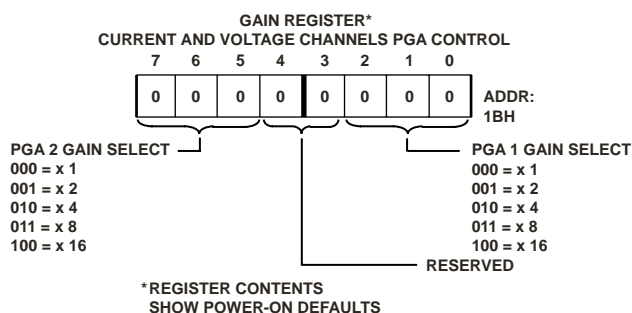 GAIN REGISTER*
CURRENT AND VOLTAGE CHANNELS PGA CONTROL
7 6 5 4 3 2 1 0
0 0 0 0 0 0 0 0 ADDR:
1BH
PGA 2 GAIN SELECT
000 = x 1
001 = x 2
010 = x 4
011 = x 8
100 = x 16
PGA 1 GAIN SELECT
000 = x 1
001 = x 2
010 = x 4
011 = x 8
100 = x 16
RESERVED
*REGISTER CONTENTS
SHOW POWER-ON DEFAULTS